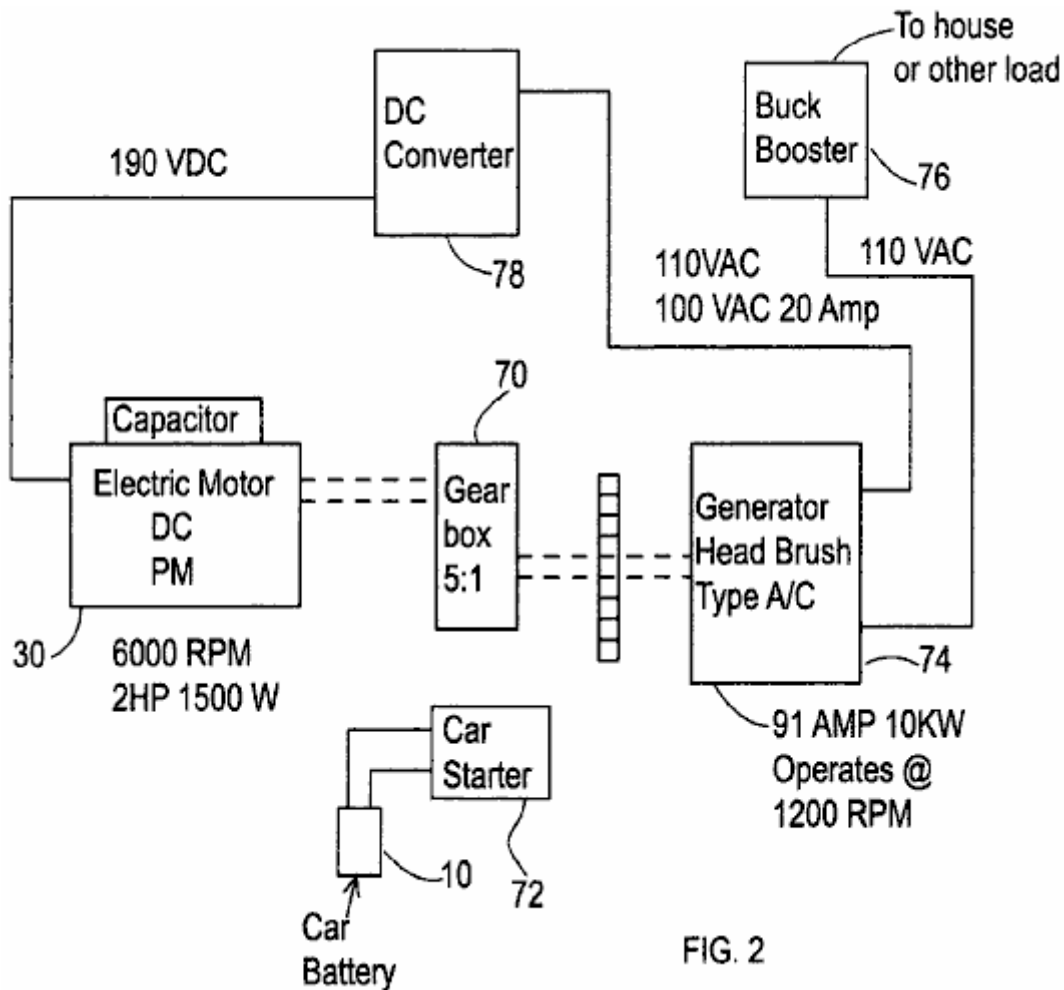 To house
or other load
DC
Converter
Buck
Booster
190 VDC
76
78
110VAC
100 VAC 20 Amp
110 VAC
70
Capacitor
Electric Motor
DC
PM
Gear
box
5:1
Generator
Head Brush
Type A/C
30
6000 RPM
2HP 1500 W
74
Car
Starter
91 AMP 10KW
Operates @
1200 RPM
10
72
Car
Battery
FIG. 2